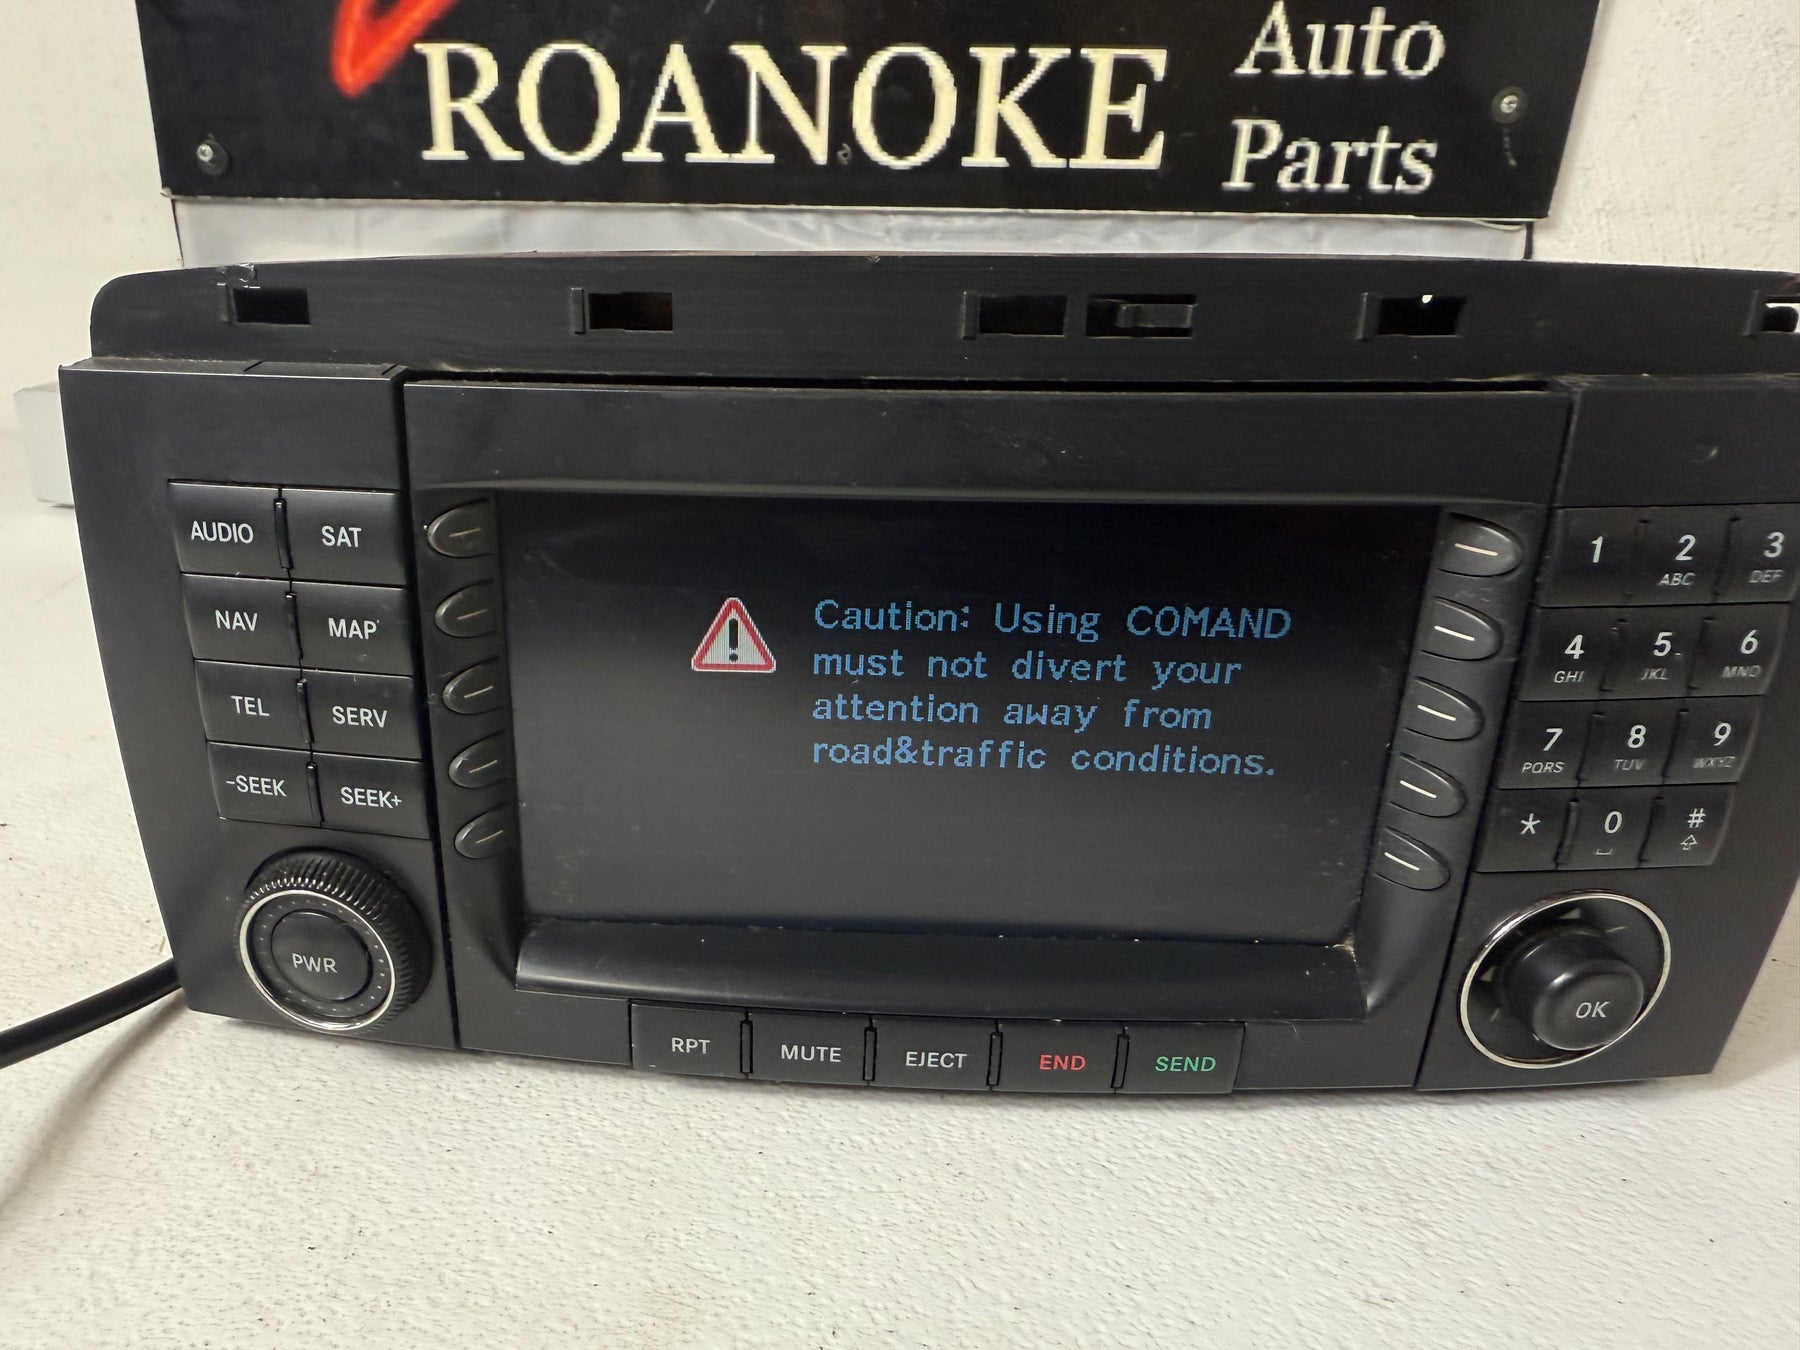 ROANOKE
Auto
Parts
AUDIO
SAT
NAV
MAP
TEL
SERV
-SEEK
SEEK+
PWR
Caution: Using COMAND
must not divert your
attention away from
road&traffic conditions.
1
2 ABC
3 DEF
4 GHI
5 JKL
6 MNO
7 PQRS
8 TUV
9 WXYZ
*
0
#
OK
RPT
MUTE
EJECT
END
SEND